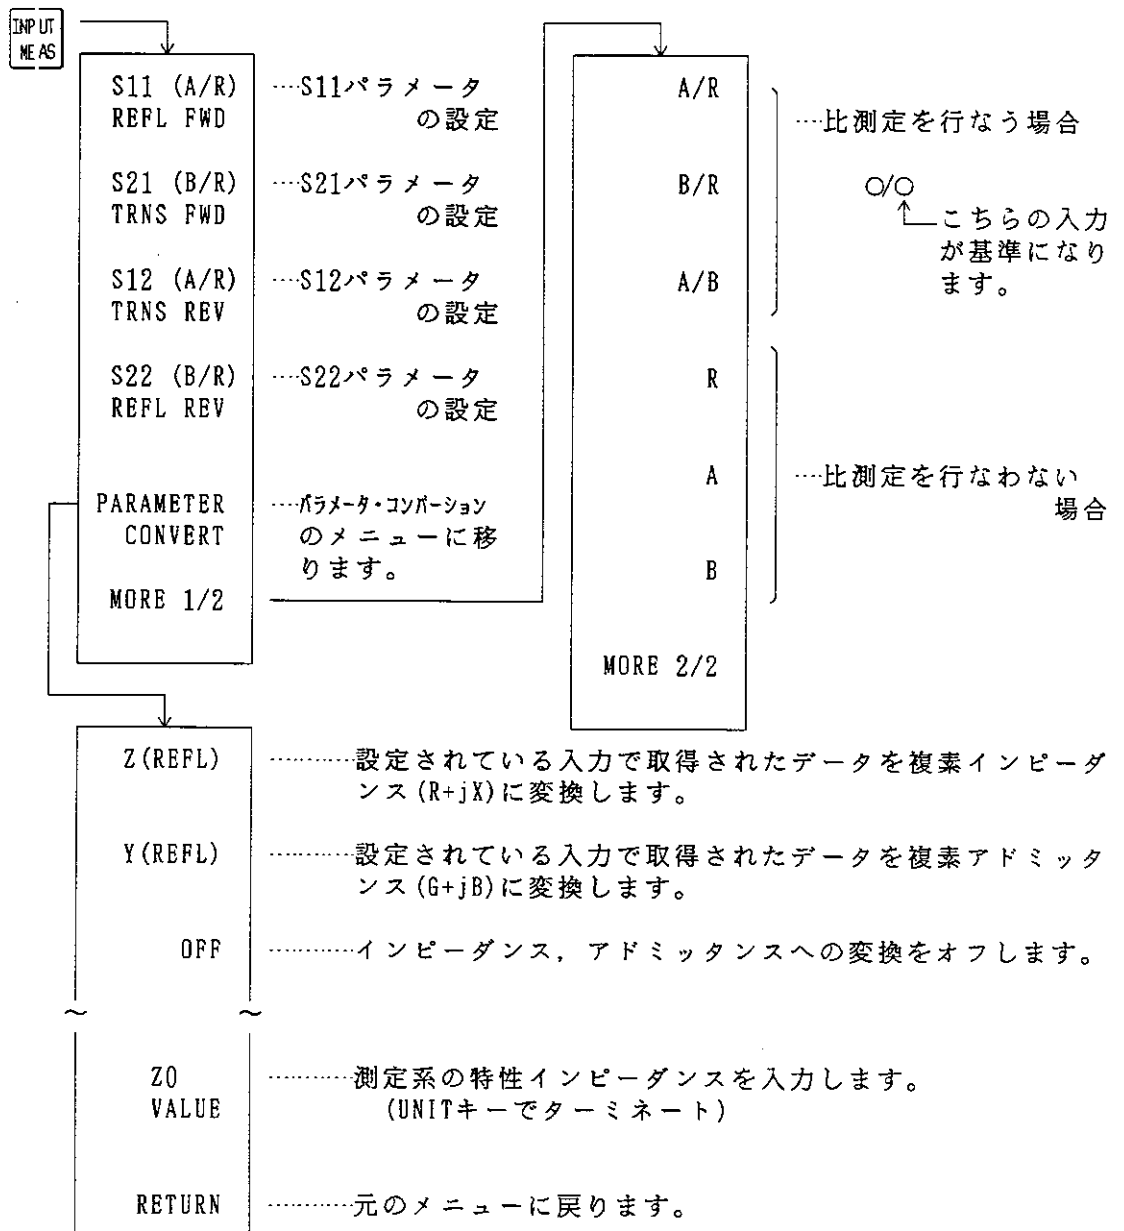 INPUT
MEAS
S11 (A/R) ····S11パラメータ
REFL FWD の設定
S21 (B/R) ····S21パラメータ
TRNS FWD の設定
S12 (A/R) ····S12パラメータ
TRNS REV の設定
S22 (B/R) ····S22パラメータ
REFL REV の設定
PARAMETER ····パラメータ・コンバーション
CONVERT のメニューに移
ります。
MORE 1/2
A/R
····比測定を行なう場合
B/R
○/○
こちらの入力
が基準になり
ます。
A/B
R
A ····比測定を行なわない
場合
B
MORE 2/2
Z(REFL) ··········設定されている入力で取得されたデータを複素インピーダ
ンス(R+jX)に変換します。
Y(REFL) ··········設定されている入力で取得されたデータを複素アドミッタ
ンス(G+jB)に変換します。
OFF ··········インピーダンス，アドミッタンスへの変換をオフします。
～ ～
Z0 ··········測定系の特性インピーダンスを入力します。
VALUE (UNITキーでターミネート)
RETURN ··········元のメニューに戻ります。